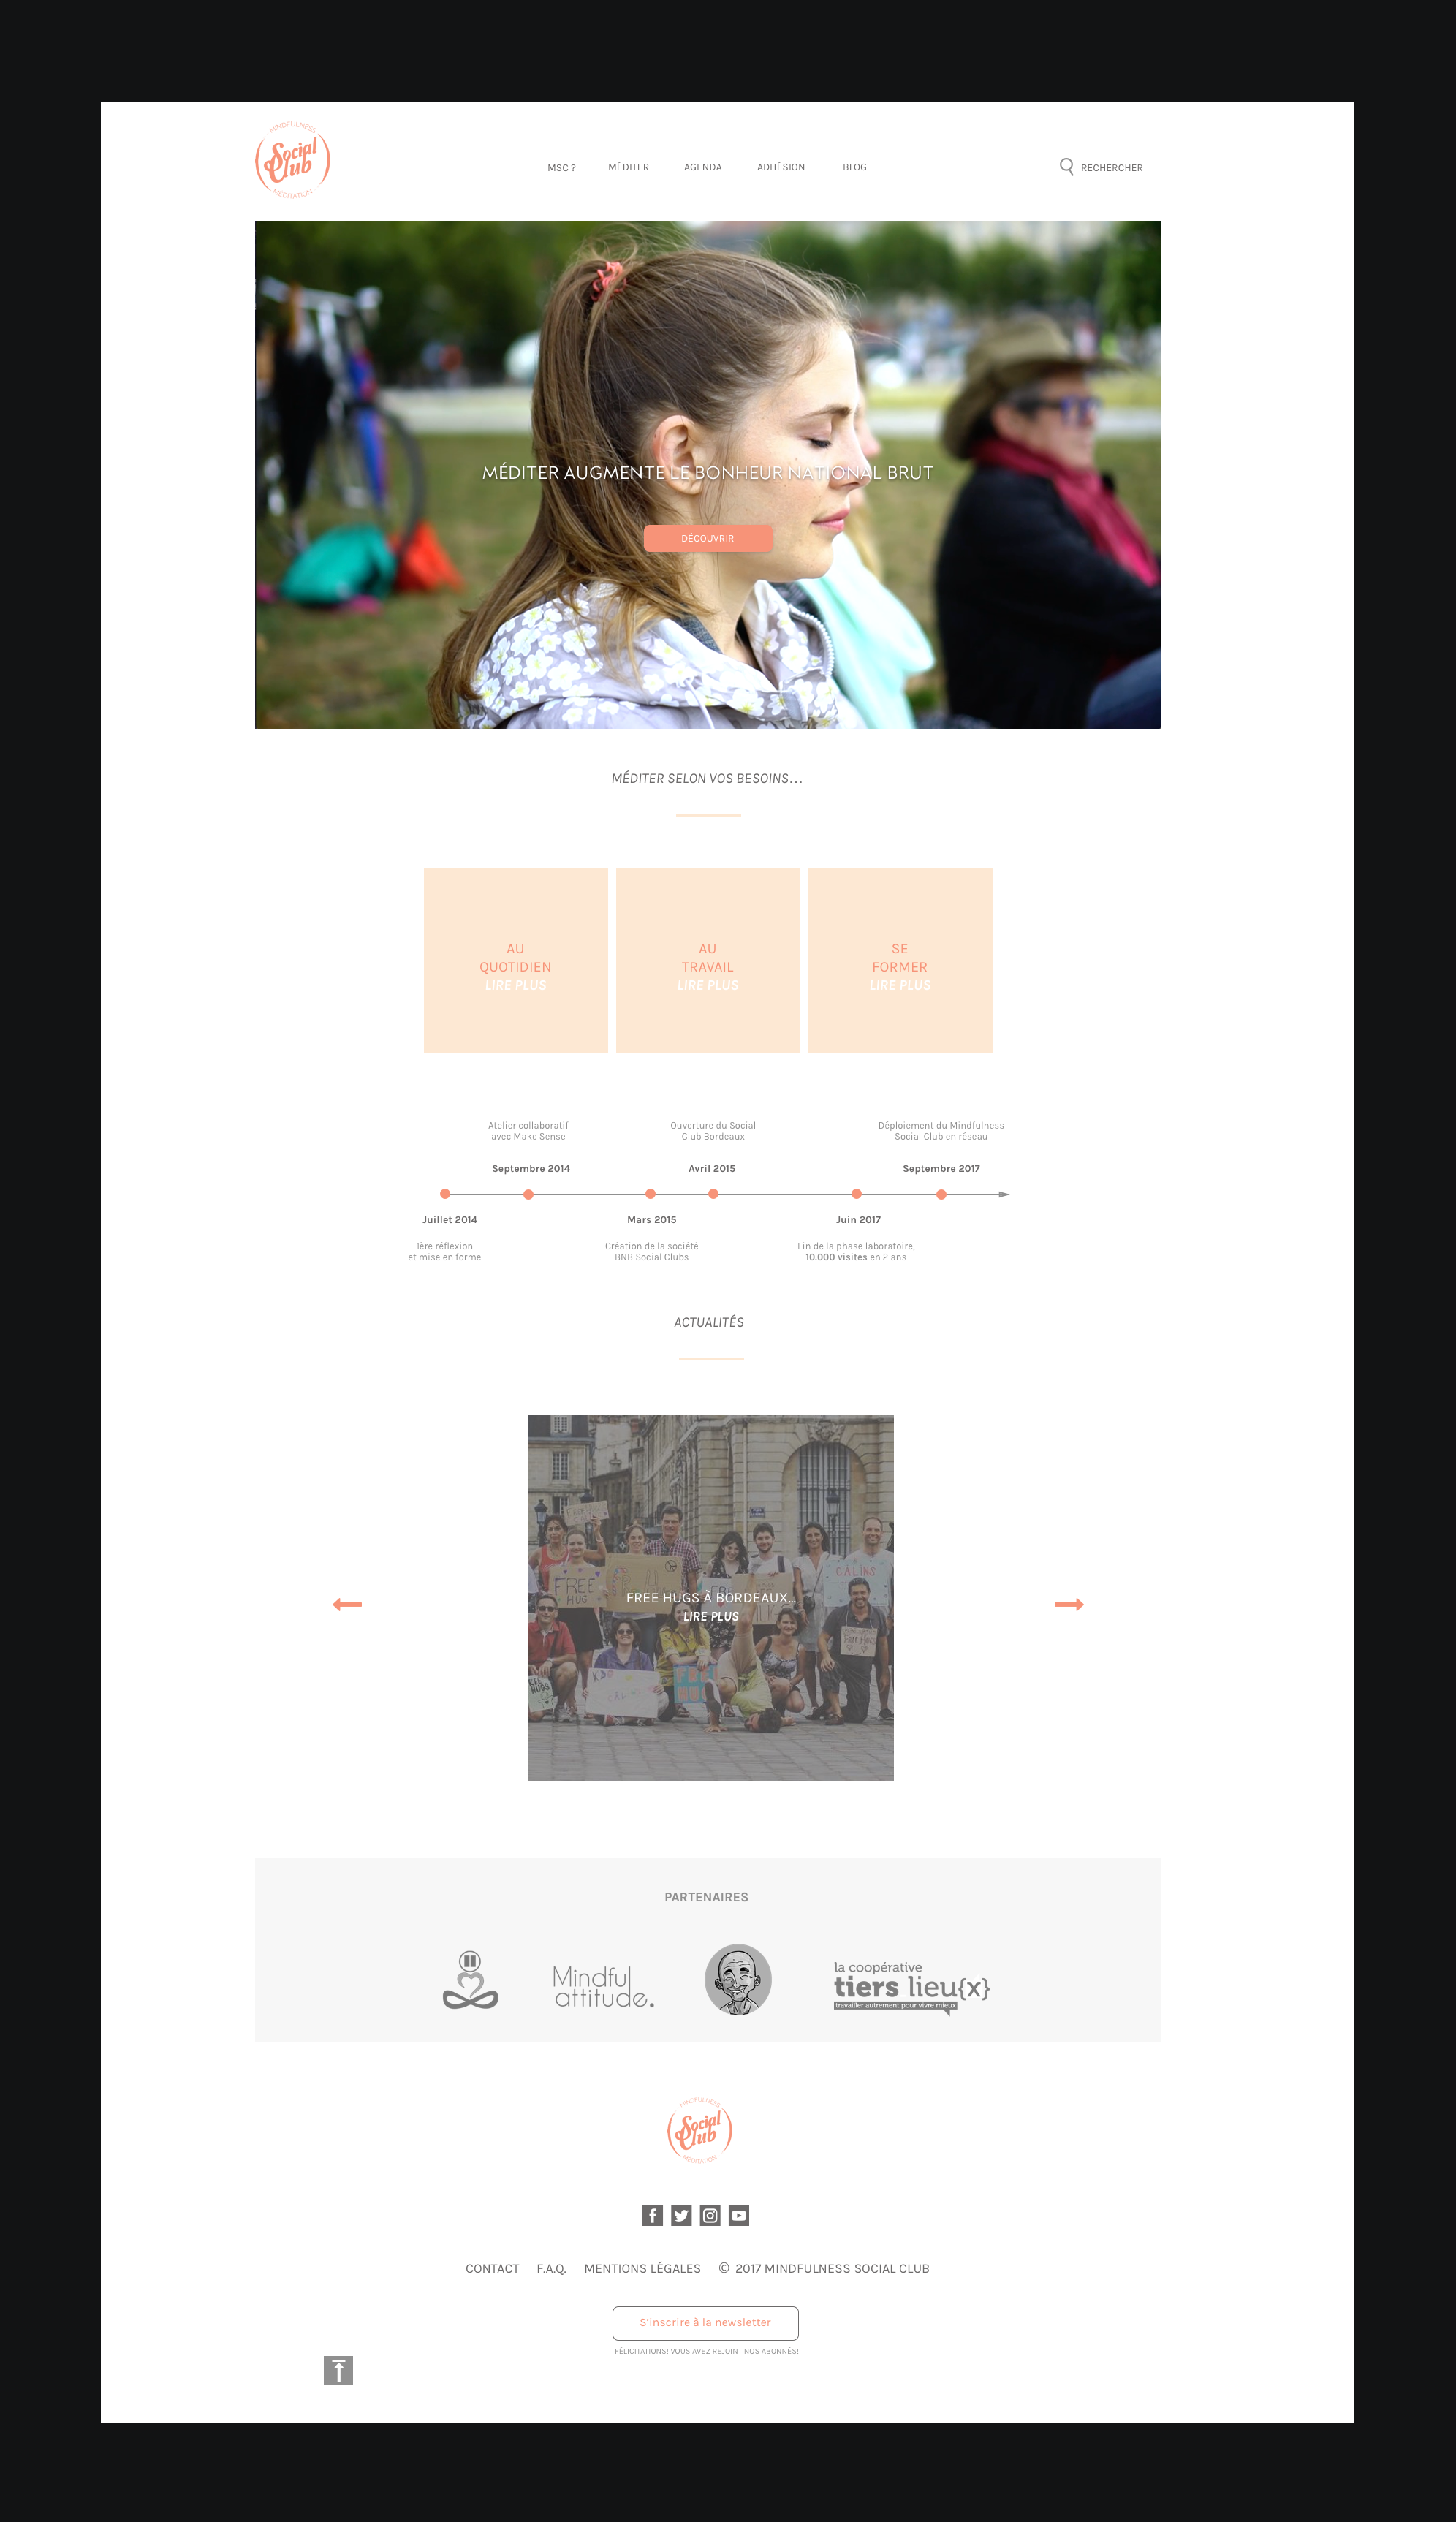 MINDFULNESS
Social
Club
MÉDITATION
MSC ?
MÉDITER
AGENDA
ADHÉSION
BLOG
RECHERCHER
MÉDITER AUGMENTE LE BONHEUR NATIONAL BRUT
DÉCOUVRIR
MÉDITER SELON VOS BESOINS...
AU
QUOTIDIEN
LIRE PLUS
AU
TRAVAIL
LIRE PLUS
SE
FORMER
LIRE PLUS
Atelier collaboratif
avec Make Sense
Septembre 2014
Ouverture du Social
Club Bordeaux
Avril 2015
Déploiement du Mindfulness
Social Club en réseau
Septembre 2017
Juillet 2014
1ère réflexion
et mise en forme
Mars 2015
Création de la société
BNB Social Clubs
Juin 2017
Fin de la phase laboratoire,
10.000 visites en 2 ans
ACTUALITÉS
FREE
HUG
CALINS
FREE HUGS À BORDEAUX...
LIRE PLUS
FREE HUGS
PARTENAIRES
Mindful
attitude.
la coopérative
tiers lieu{x}
travailler autrement pour vivre mieux
MINDFULNESS
Social
Club
MÉDITATION
CONTACT
F.A.Q.
MENTIONS LÉGALES
© 2017 MINDFULNESS SOCIAL CLUB
S'inscrire à la newsletter
FÉLICITATIONS! VOUS AVEZ REJOINT NOS ABONNÉS!